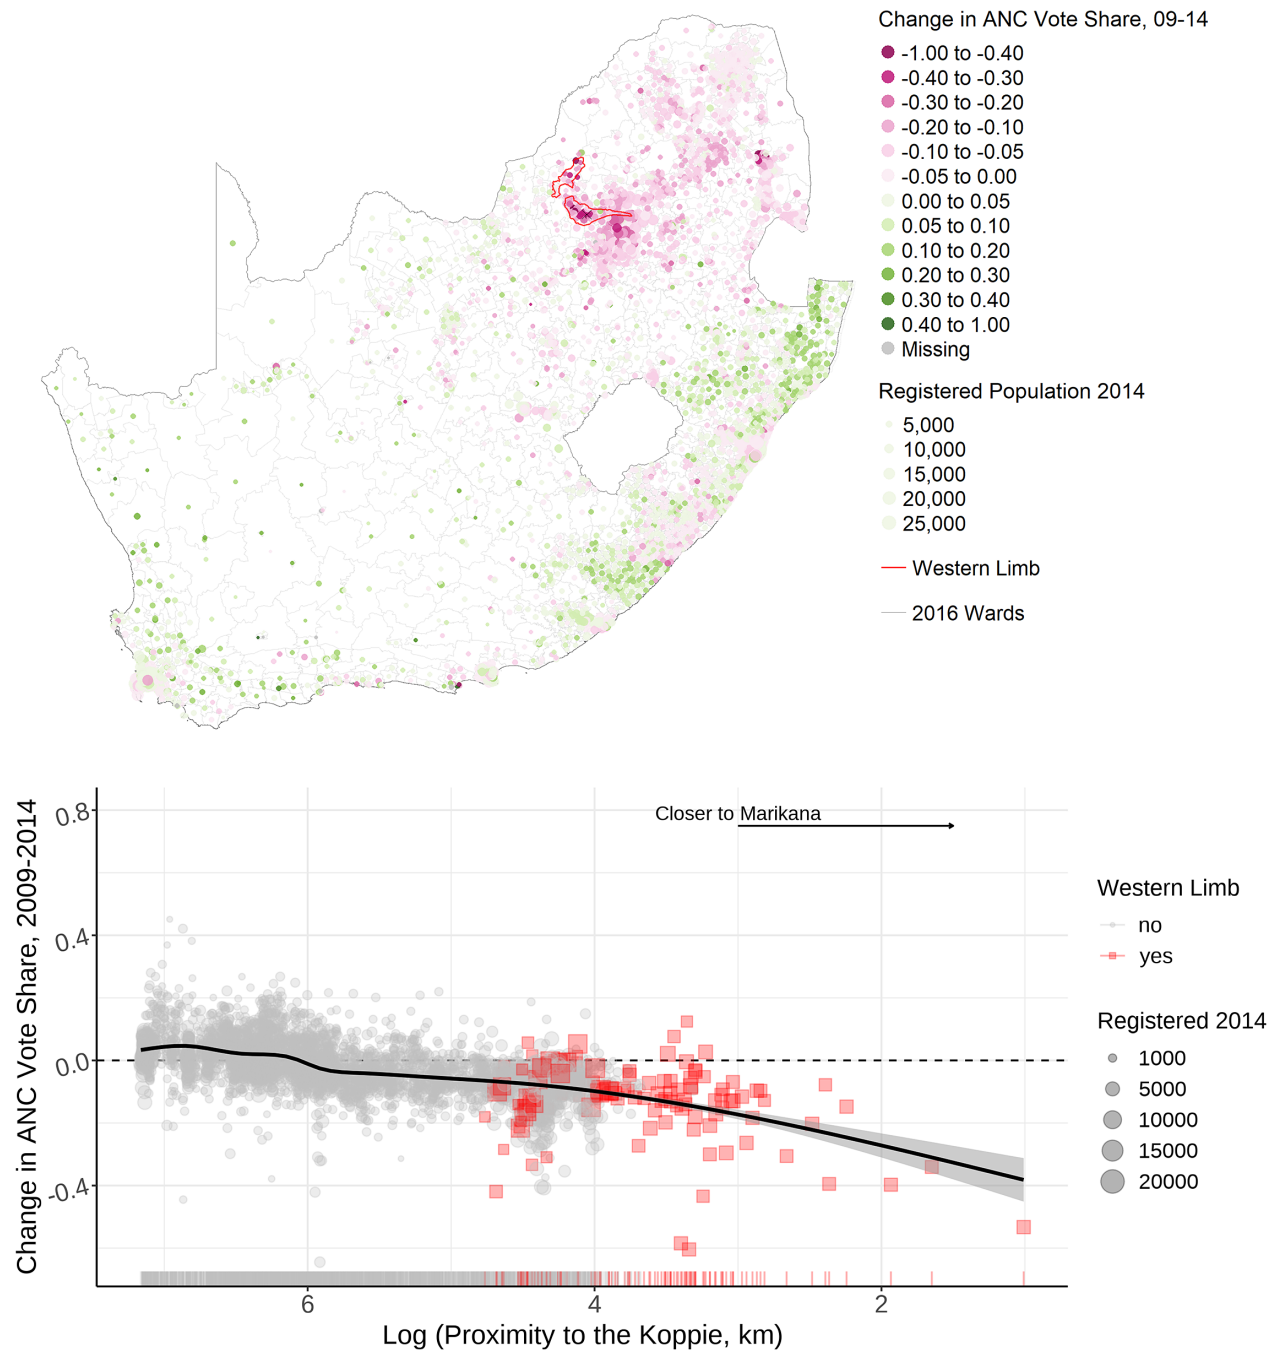 Change in ANC Vote Share, 09-14
-1.00 to -0.40
-0.40 to -0.30
-0.30 to -0.20
-0.20 to -0.10
-0.10 to -0.05
-0.05 to 0.00
0.00 to 0.05
0.05 to 0.10
0.10 to 0.20
0.20 to 0.30
0.30 to 0.40
0.40 to 1.00
Missing
Registered Population 2014
5,000
10,000
15,000
20,000
25,000
Western Limb
2016 Wards
Change in ANC Vote Share, 2009-2014
0.8
0.4
0.0
-0.4
Closer to Marikana
6
4
2
Log (Proximity to the Koppie, km)
Western Limb
no
yes
Registered 2014
1000
5000
10000
15000
20000